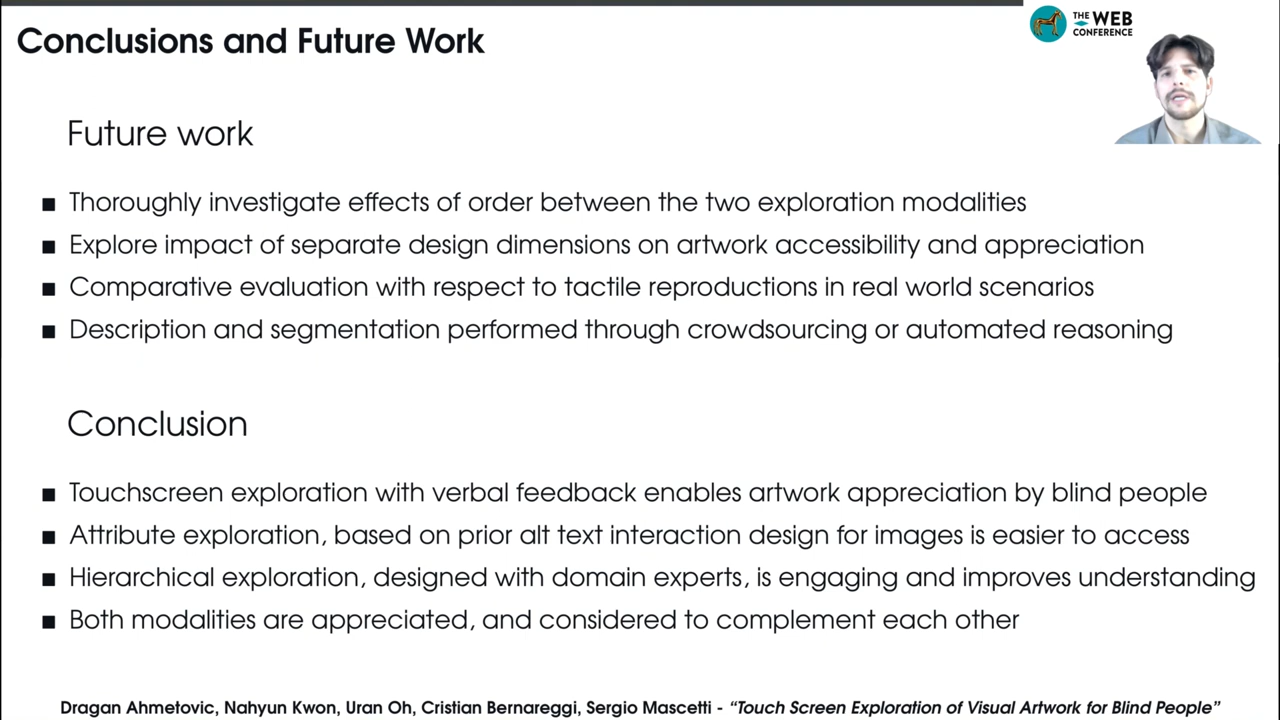 Conclusions and Future Work
THE WEB
CONFERENCE
Future work
■ Thoroughly investigate effects of order between the two exploration modalities
■ Explore impact of separate design dimensions on artwork accessibility and appreciation
■ Comparative evaluation with respect to tactile reproductions in real world scenarios
■ Description and segmentation performed through crowdsourcing or automated reasoning
Conclusion
■ Touchscreen exploration with verbal feedback enables artwork appreciation by blind people
■ Attribute exploration, based on prior alt text interaction design for images is easier to access
■ Hierarchical exploration, designed with domain experts, is engaging and improves understanding
■ Both modalities are appreciated, and considered to complement each other
Dragan Ahmetovic, Nahyun Kwon, Uran Oh, Cristian Bernareggi, Sergio Mascetti - “Touch Screen Exploration of Visual Artwork for Blind People”